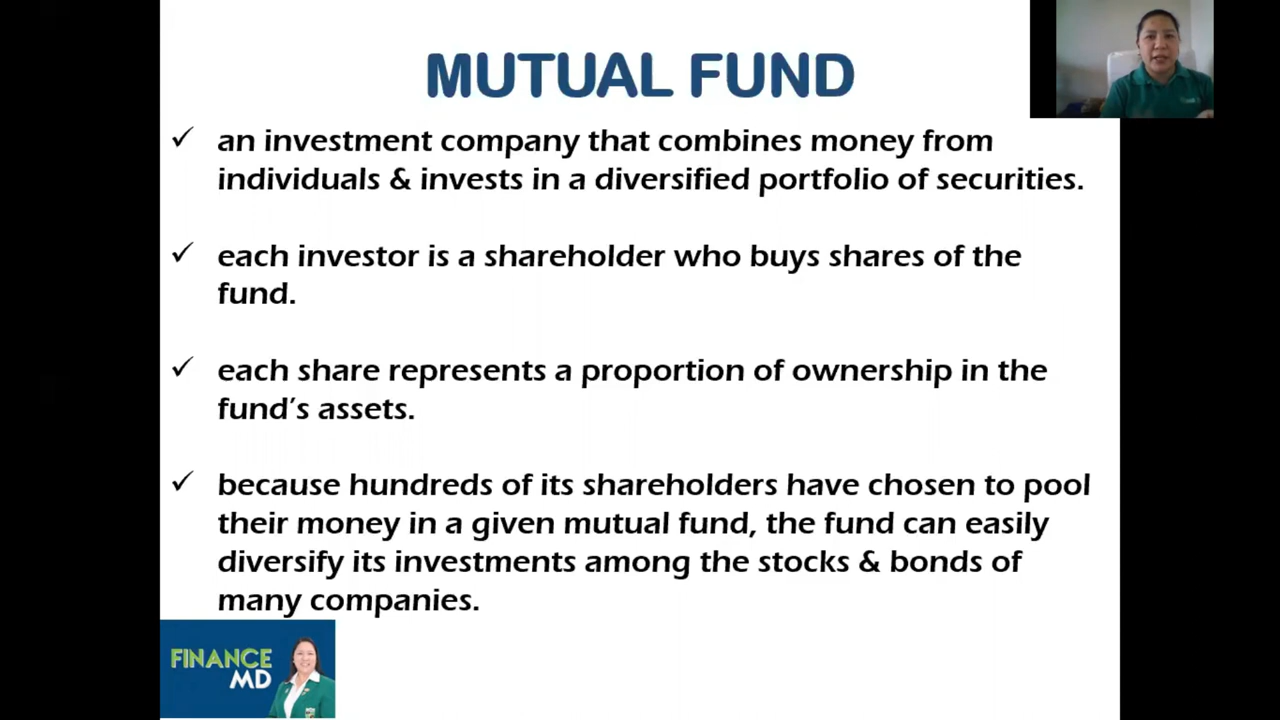 MUTUAL FUND
✓ an investment company that combines money from
individuals & invests in a diversified portfolio of securities.
✓ each investor is a shareholder who buys shares of the
fund.
✓ each share represents a proportion of ownership in the
fund’s assets.
✓ because hundreds of its shareholders have chosen to pool
their money in a given mutual fund, the fund can easily
diversify its investments among the stocks & bonds of
many companies.
FINANCE
MD